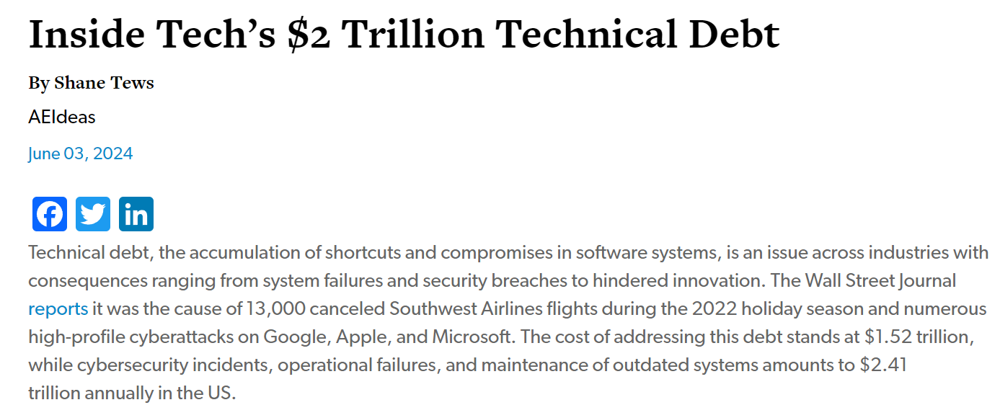 Inside Tech’s $2 Trillion Technical Debt
By Shane Tews
AEIdeas
June 03, 2024
in
Technical debt, the accumulation of shortcuts and compromises in software systems, is an issue across industries with
consequences ranging from system failures and security breaches to hindered innovation. The Wall Street Journal
reports it was the cause of 13,000 canceled Southwest Airlines flights during the 2022 holiday season and numerous
high-profile cyberattacks on Google, Apple, and Microsoft. The cost of addressing this debt stands at $1.52 trillion,
while cybersecurity incidents, operational failures, and maintenance of outdated systems amounts to $2.41
trillion annually in the US.